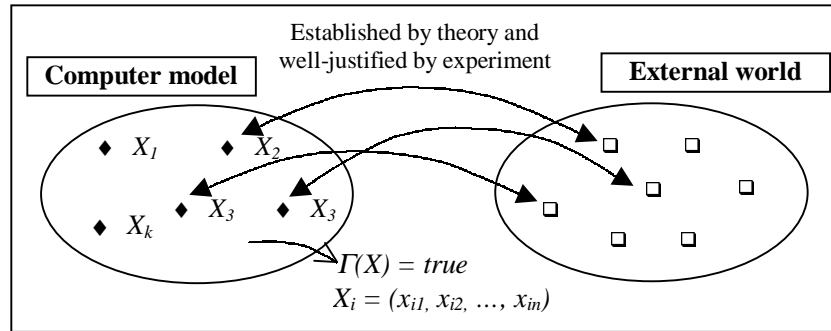 Established by theory and
well-justified by experiment
Computer model
External world
X1
X2
X3
X3
Xk
Γ(X) = true
Xi = (xi1, xi2, ..., xin)